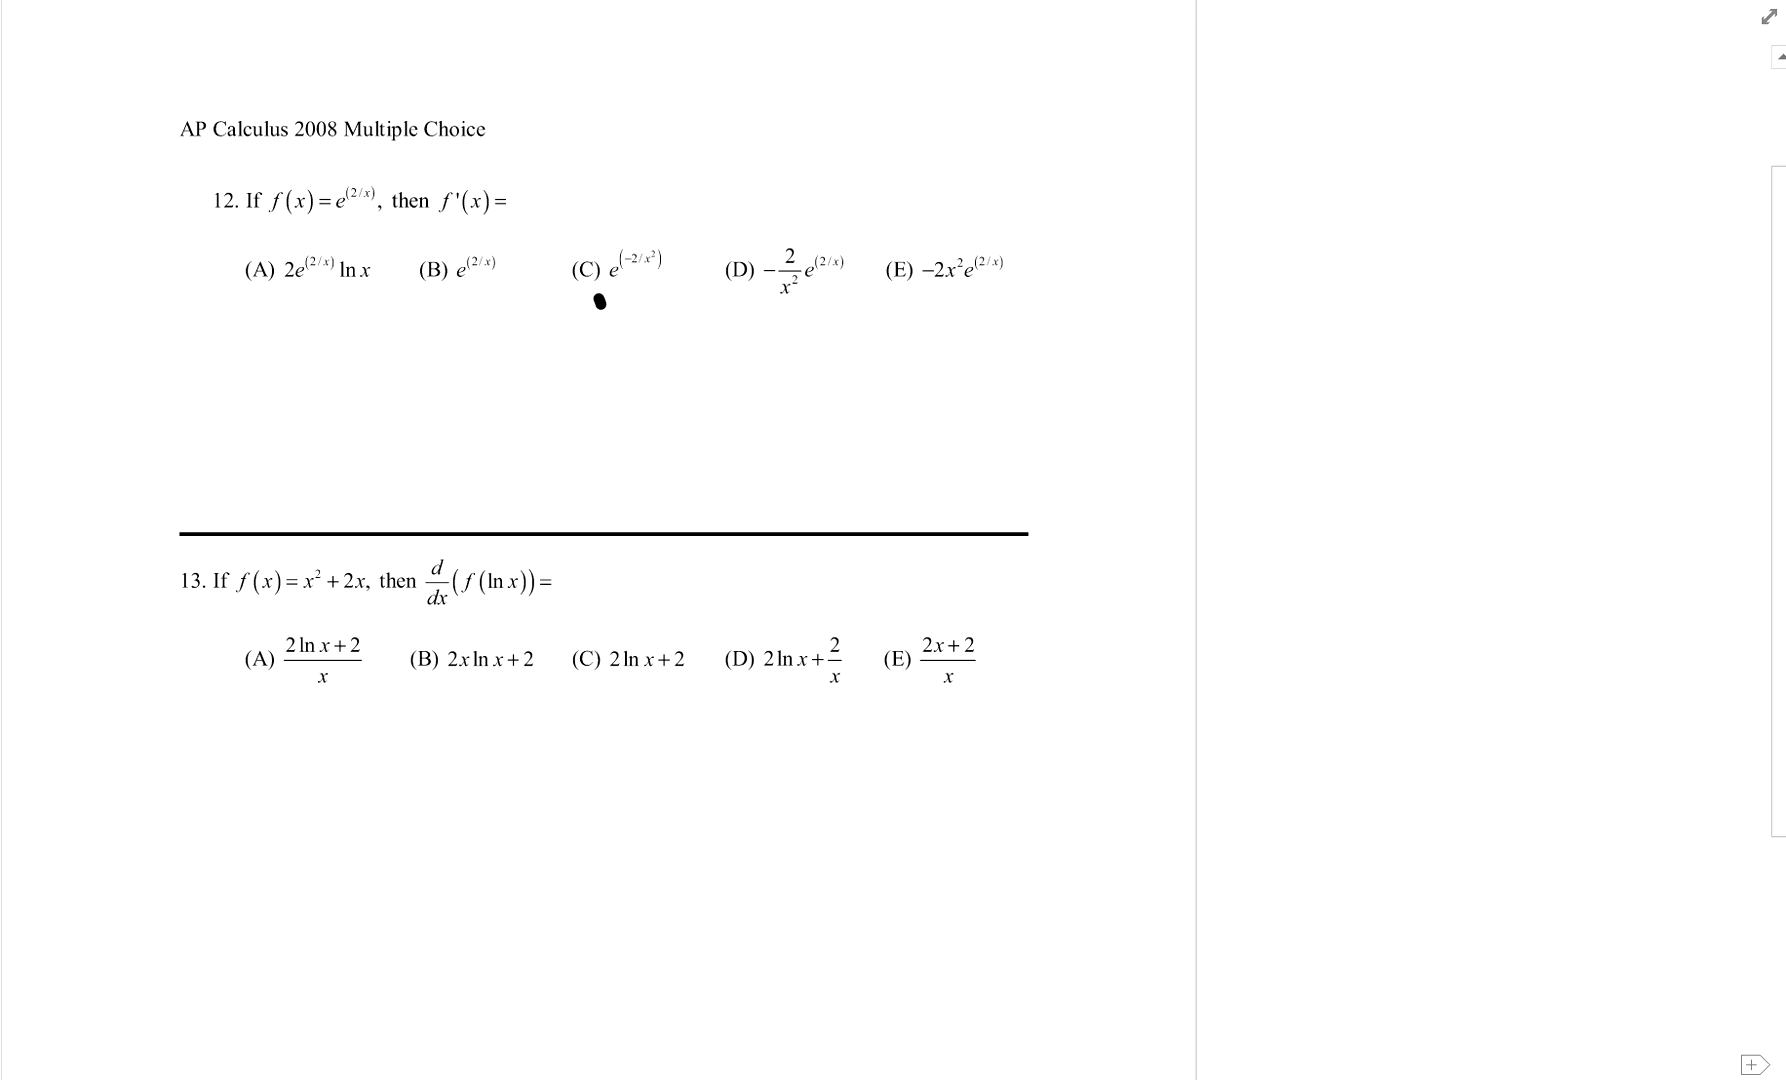 AP Calculus 2008 Multiple Choice
12. If f(x)=e^(2/x), then f'(x)=
(A) 2e^(2/x) ln x (B) e^(2/x) (C) e^(-2/x²) (D) -2/x² e^(2/x) (E) -2x²e^(2/x)
13. If f(x)=x²+2x, then d/dx (f(ln x))=
(A) 2 ln x+2/x (B) 2x ln x+2 (C) 2 ln x+2 (D) 2 ln x+2/x (E) 2x+2/x